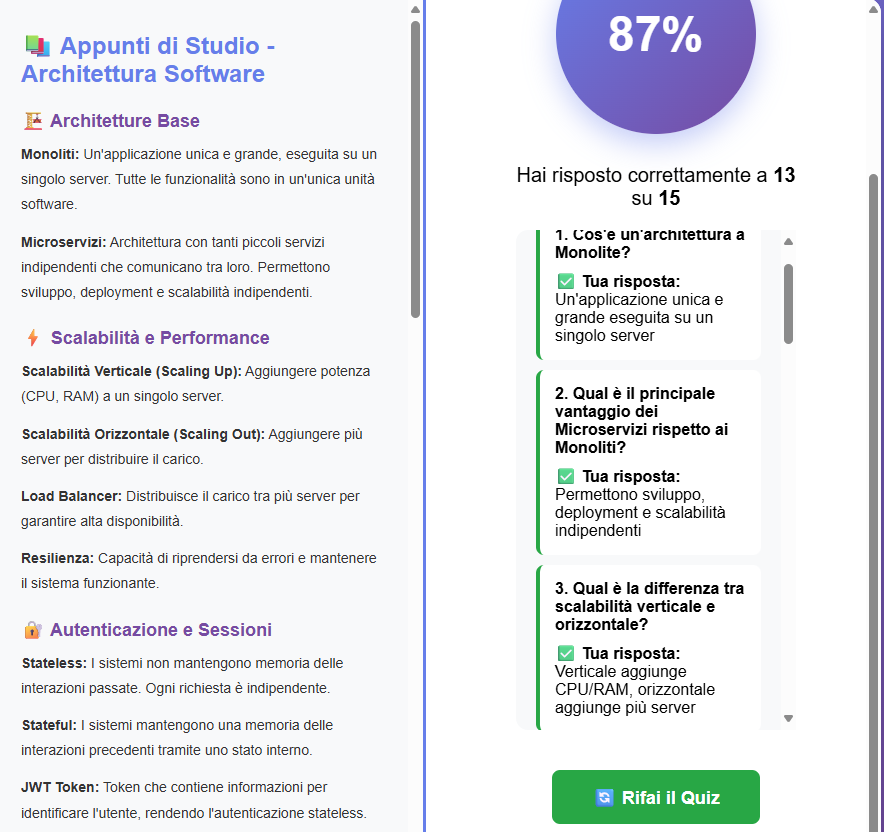 Appunti di Studio -
Architettura Software
Architetture Base
Monoliti: Un'applicazione unica e grande, eseguita su un
singolo server. Tutte le funzionalità sono in un'unica unità
software.
Microservizi: Architettura con tanti piccoli servizi
indipendenti che comunicano tra loro. Permettono
sviluppo, deployment e scalabilità indipendenti.
Scalabilità e Performance
Scalabilità Verticale (Scaling Up): Aggiungere potenza
(CPU, RAM) a un singolo server.
Scalabilità Orizzontale (Scaling Out): Aggiungere più
server per distribuire il carico.
Load Balancer: Distribuisce il carico tra più server per
garantire alta disponibilità.
Resilienza: Capacità di riprendersi da errori e mantenere
il sistema funzionante.
Autenticazione e Sessioni
Stateless: I sistemi non mantengono memoria delle
interazioni passate. Ogni richiesta è indipendente.
Stateful: I sistemi mantengono una memoria delle
interazioni precedenti tramite uno stato interno.
JWT Token: Token che contiene informazioni per
identificare l'utente, rendendo l'autenticazione stateless.
87%
Hai risposto correttamente a 13
su 15
1. Cos'è un'architettura a
Monolite?
Tua risposta:
Un'applicazione unica e
grande eseguita su un
singolo server
2. Qual è il principale
vantaggio dei
Microservizi rispetto ai
Monoliti?
Tua risposta:
Permettono sviluppo,
deployment e scalabilità
indipendenti
3. Qual è la differenza tra
scalabilità verticale e
orizzontale?
Tua risposta:
Verticale aggiunge
CPU/RAM, orizzontale
aggiunge più server
Rifai il Quiz